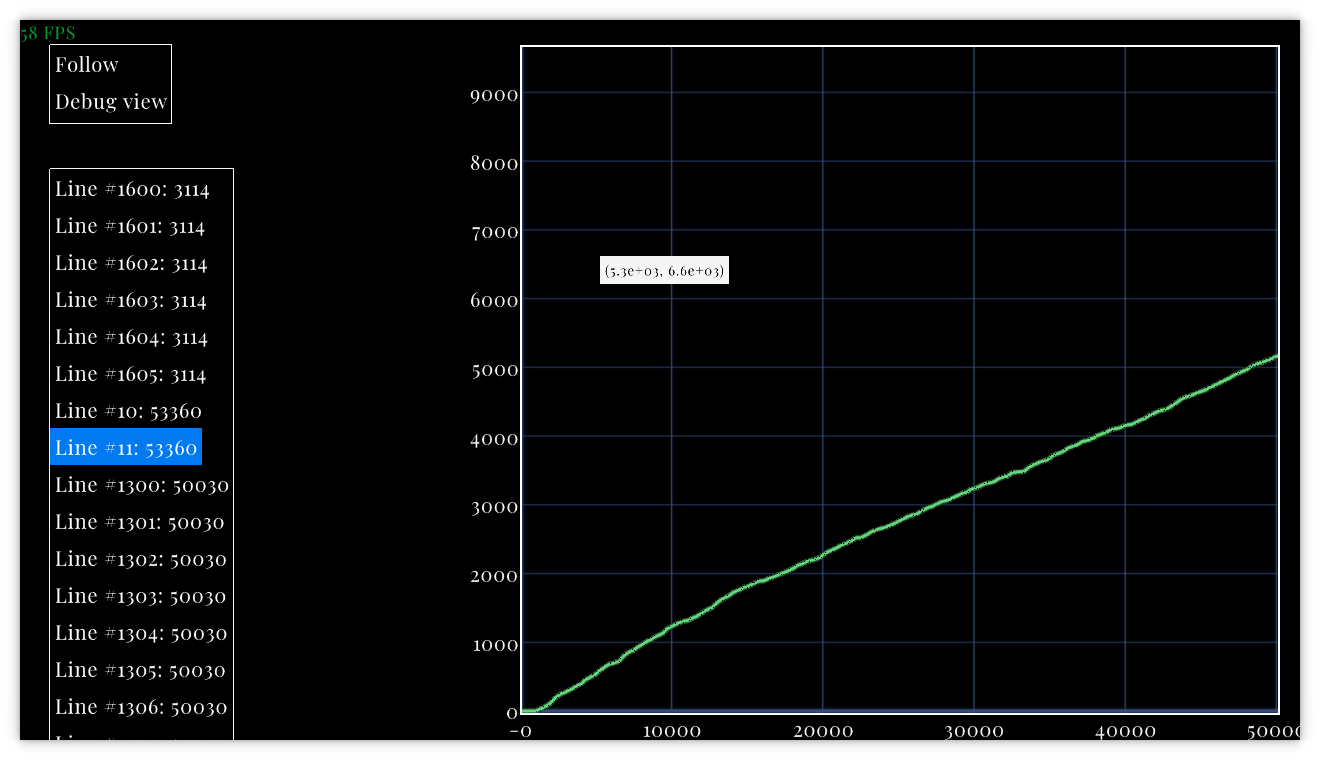 58 FPS
Follow
Debug view
Line #1600: 3114
Line #1601: 3114
Line #1602: 3114
Line #1603: 3114
Line #1604: 3114
Line #1605: 3114
Line #10: 53360
Line #11: 53360
Line #1300: 50030
Line #1301: 50030
Line #1302: 50030
Line #1303: 50030
Line #1304: 50030
Line #1305: 50030
Line #1306: 50030
9000
8000
7000
(5.3e+03, 6.6e+03)
6000
5000
4000
3000
2000
1000
0
-0 10000 20000 30000 40000 50000